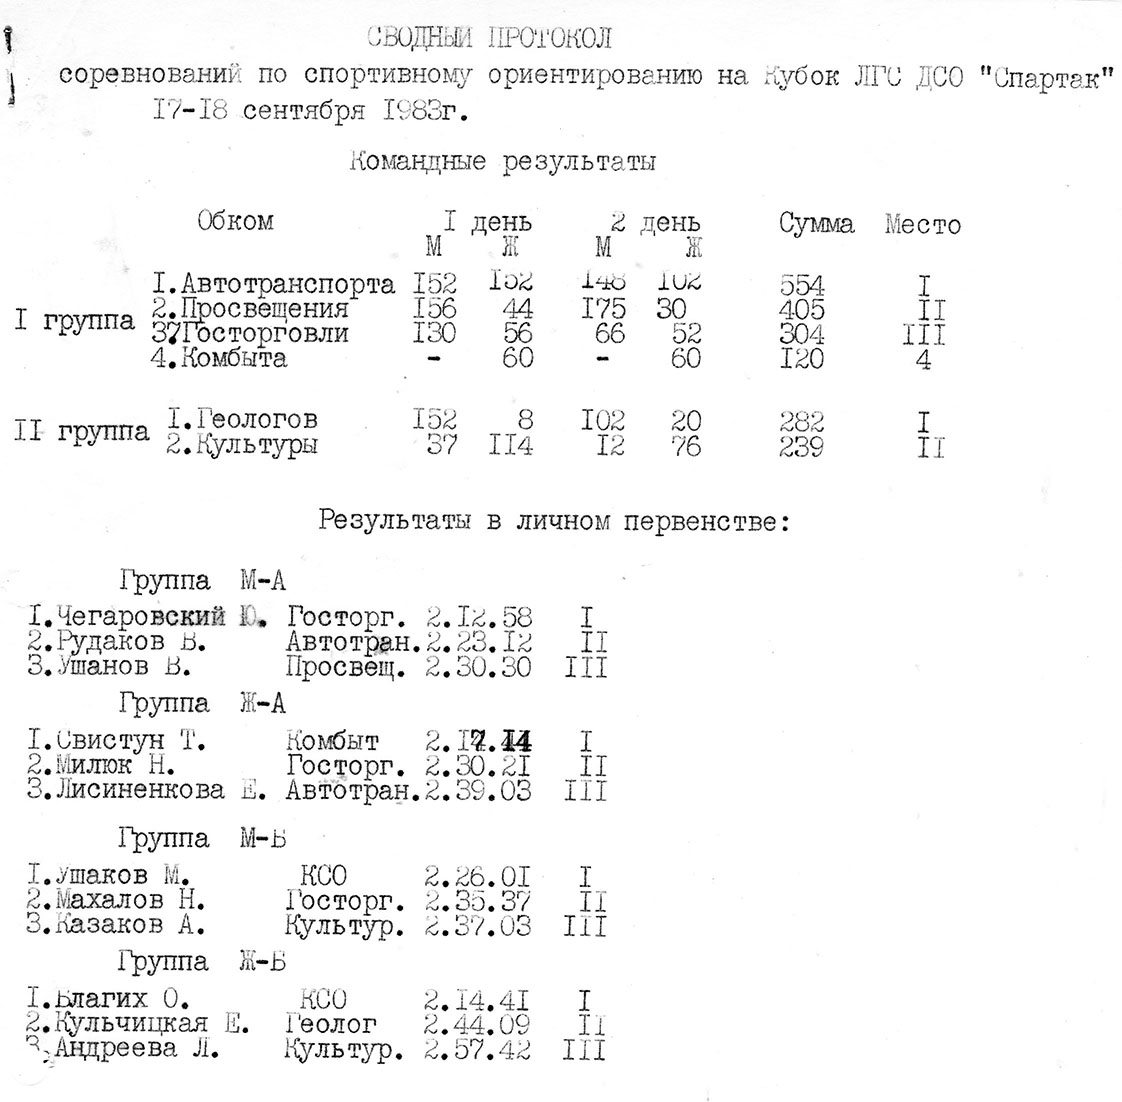 СВОДНЫЙ ПРОТОКОЛ
соревнований по спортивному ориентированию на Кубок ЛГС ДСО "Спартак"
I7-I8 сентября I983г.
Командные результаты
Обком I день 2 день Сумма Место
М Ж М Ж
I.Автотранспорта I52 I52 I48 I02 554 I
I группа 2.Просвещения I56 44 I75 30 405 II
37Госторговли I30 56 66 52 304 III
4.Комбыта - 60 - 60 I20 4
II группа I.Геологов I52 8 I02 20 282 I
2.Культуры 37 II4 I2 76 239 II
Результаты в личном первенстве:
Группа М-А
I.Чегаровский Ю. Госторг. 2.I2.58 I
2.Рудаков В. Автотран.2.23.I2 II
3.Ушанов В. Просвещ. 2.30.30 III
Группа Ж-А
I.Свистун Т. Комбыт 2.I7.44 I
2.Милюк Н. Госторг. 2.30.2I II
3.Лисиненкова Е. Автотран.2.39.03 III
Группа М-Б
I.Ушаков М. КСО 2.26.0I I
2.Махалов Н. Госторг. 2.35.37 II
3.Казаков А. Культур. 2.37.03 III
Группа Ж-Б
I.Благих О. КСО 2.I4.4I I
2.Кульчицкая Е. Геолог 2.44.09 II
3.Андреева Л. Культур. 2.57.42 III